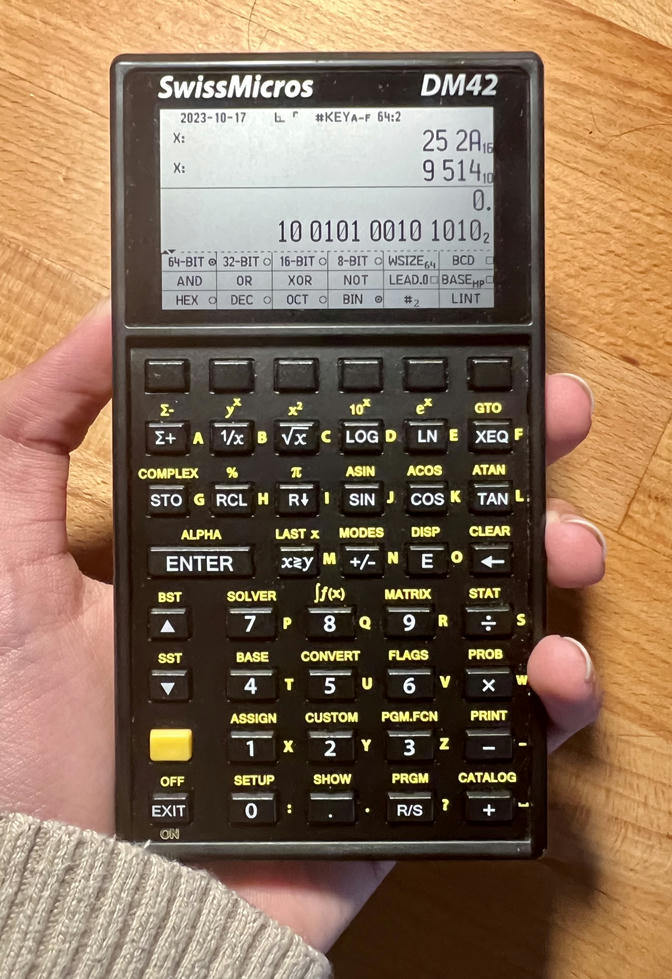 SwissMicros DM42
2023-10-17 #KEYA-F 64:2
X: 25 2A16
X: 9 51410
0.
10 0101 0010 10102
64-BIT 32-BIT 16-BIT 8-BIT WSIZE64 BCD
AND OR XOR NOT LEAD.0 BASEMP
HEX DEC OCT BIN #2 LINT
Σ- yˣ x² 10ˣ eˣ GTO
Σ+ A 1/x B √x C LOG D LN E XEQ F
COMPLEX % π ASIN ACOS ATAN
STO G RCL H R↓ I SIN J COS K TAN L
ALPHA LAST x MODES DISP CLEAR
ENTER x≷y M +/- N E O ←
BST SOLVER ∫f(x) MATRIX STAT
▲ 7 P 8 Q 9 R ÷ S
SST BASE CONVERT FLAGS PROB
▼ 4 T 5 U 6 V × W
ASSIGN CUSTOM PGM.FCN PRINT
1 X 2 Y 3 Z − -
OFF SETUP SHOW PRGM CATALOG
EXIT 0 : . . R/S ? + ⎵
ON